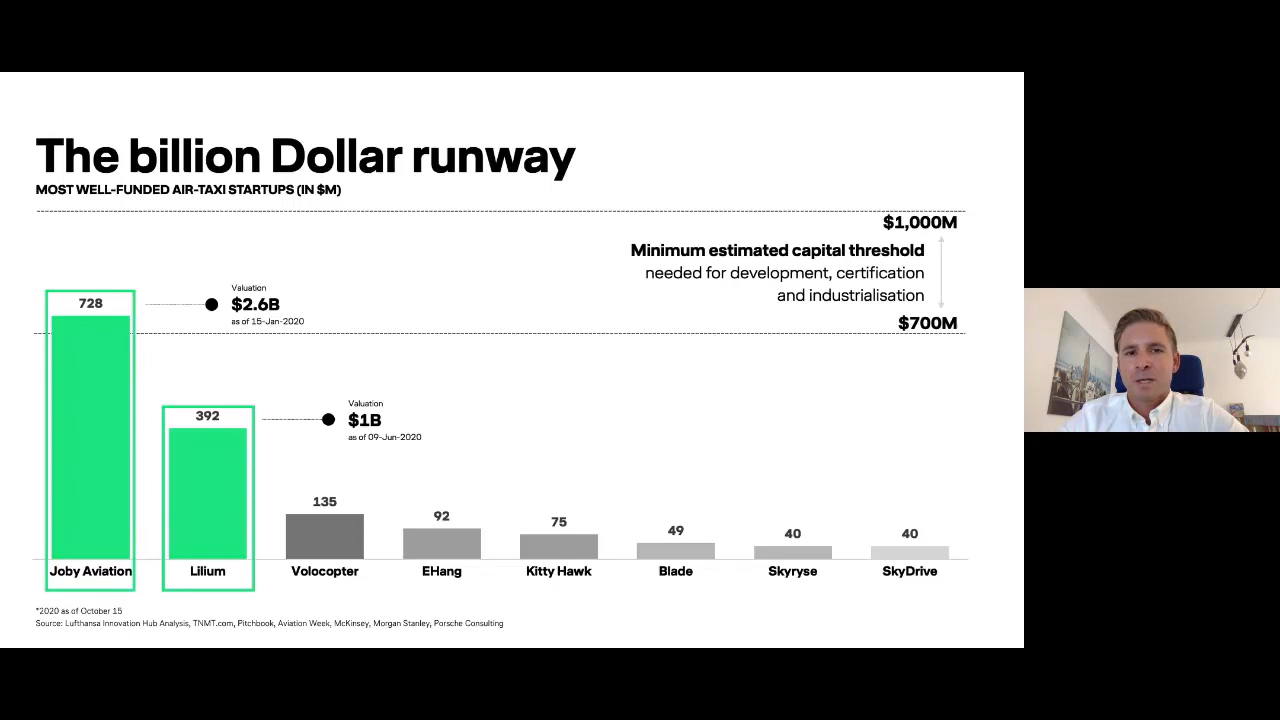 The billion Dollar runway
MOST WELL-FUNDED AIR-TAXI STARTUPS (IN $M)
$1,000M
Minimum estimated capital threshold
needed for development, certification
and industrialisation
$700M
728
Valuation
$2.6B
as of 15-Jan-2020
392
Valuation
$1B
as of 09-Jun-2020
135
92
75
49
40
40
Joby Aviation
Lilium
Volocopter
EHang
Kitty Hawk
Blade
Skyryse
SkyDrive
*2020 as of October 15
Source: Lufthansa Innovation Hub Analysis, TNMT.com, Pitchbook, Aviation Week, McKinsey, Morgan Stanley, Porsche Consulting